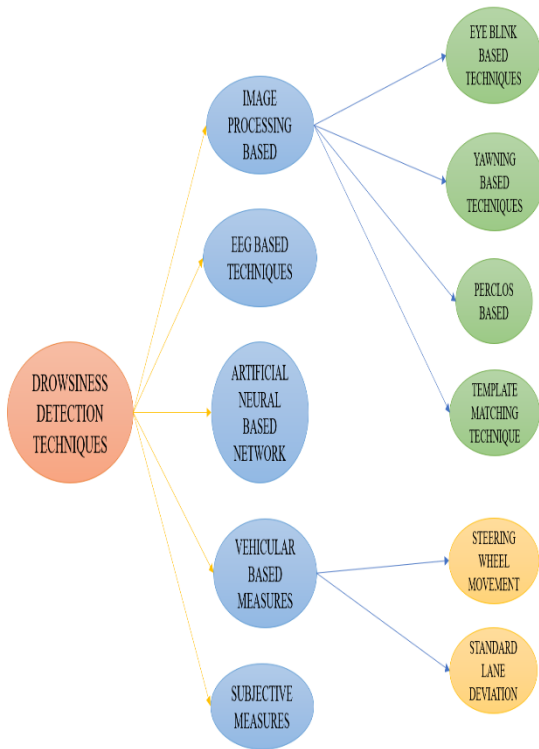 DROWSINESS
DETECTION
TECHNIQUES
IMAGE
PROCESSING
BASED
EEG BASED
TECHNIQUES
ARTIFICIAL
NEURAL
BASED
NETWORK
VEHICULAR
BASED
MEASURES
SUBJECTIVE
MEASURES
EYE BLINK
BASED
TECHNIQUES
YAWNING
BASED
TECHNIQUES
PERCLOS
BASED
TEMPLATE
MATCHING
TECHNIQUE
STEERING
WHEEL
MOVEMENT
STANDARD
LANE
DEVIATION